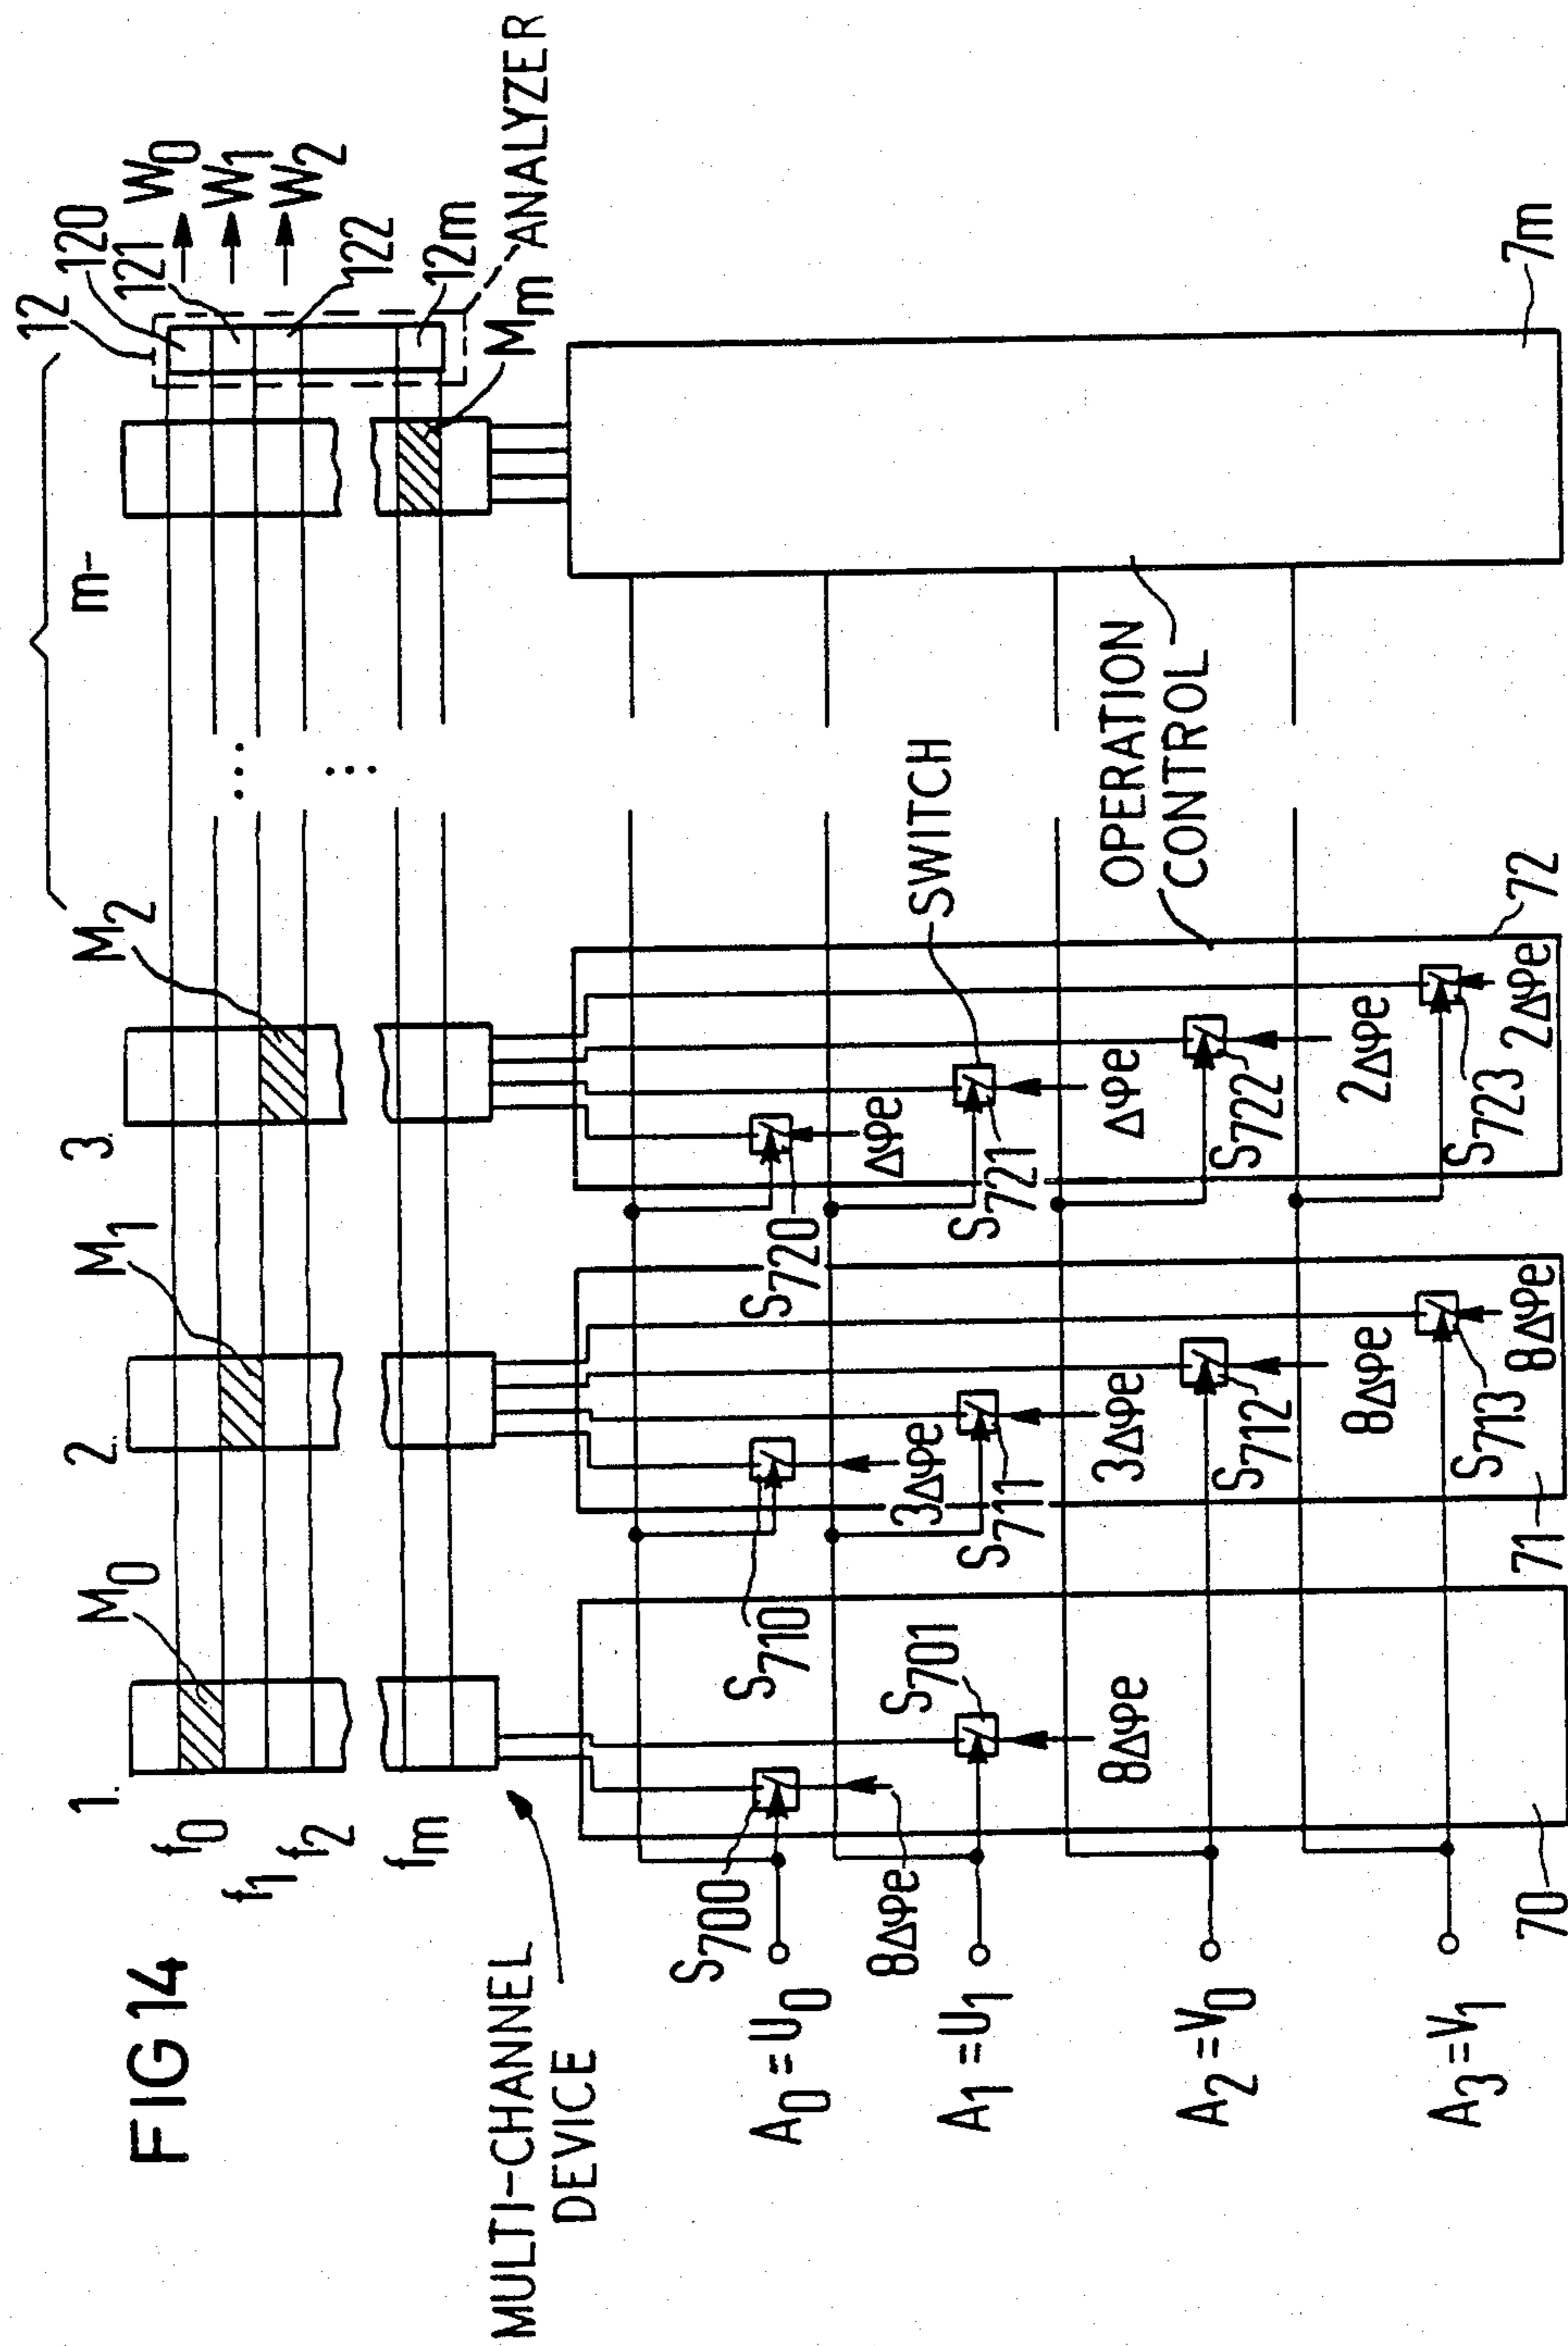 FIG 14
1.
2.
3.
m-
M0
M1
M2
Mm
12
120
121
122
12m
W0
W1
W2
f0
f1
f2
fm
ANALYZER
MULTI-CHANNEL
DEVICE
S700
8Δφe
S701
8Δφe
S710
3Δφe
S711
3Δφe
S712
8Δφe
S713
8Δφe
S720
Δφe
S721
Δφe
S722
2Δφe
S723
2Δφe
SWITCH
OPERATION
CONTROL
A0=U0
A1=U1
A2=V0
A3=V1
70
71
72
7m